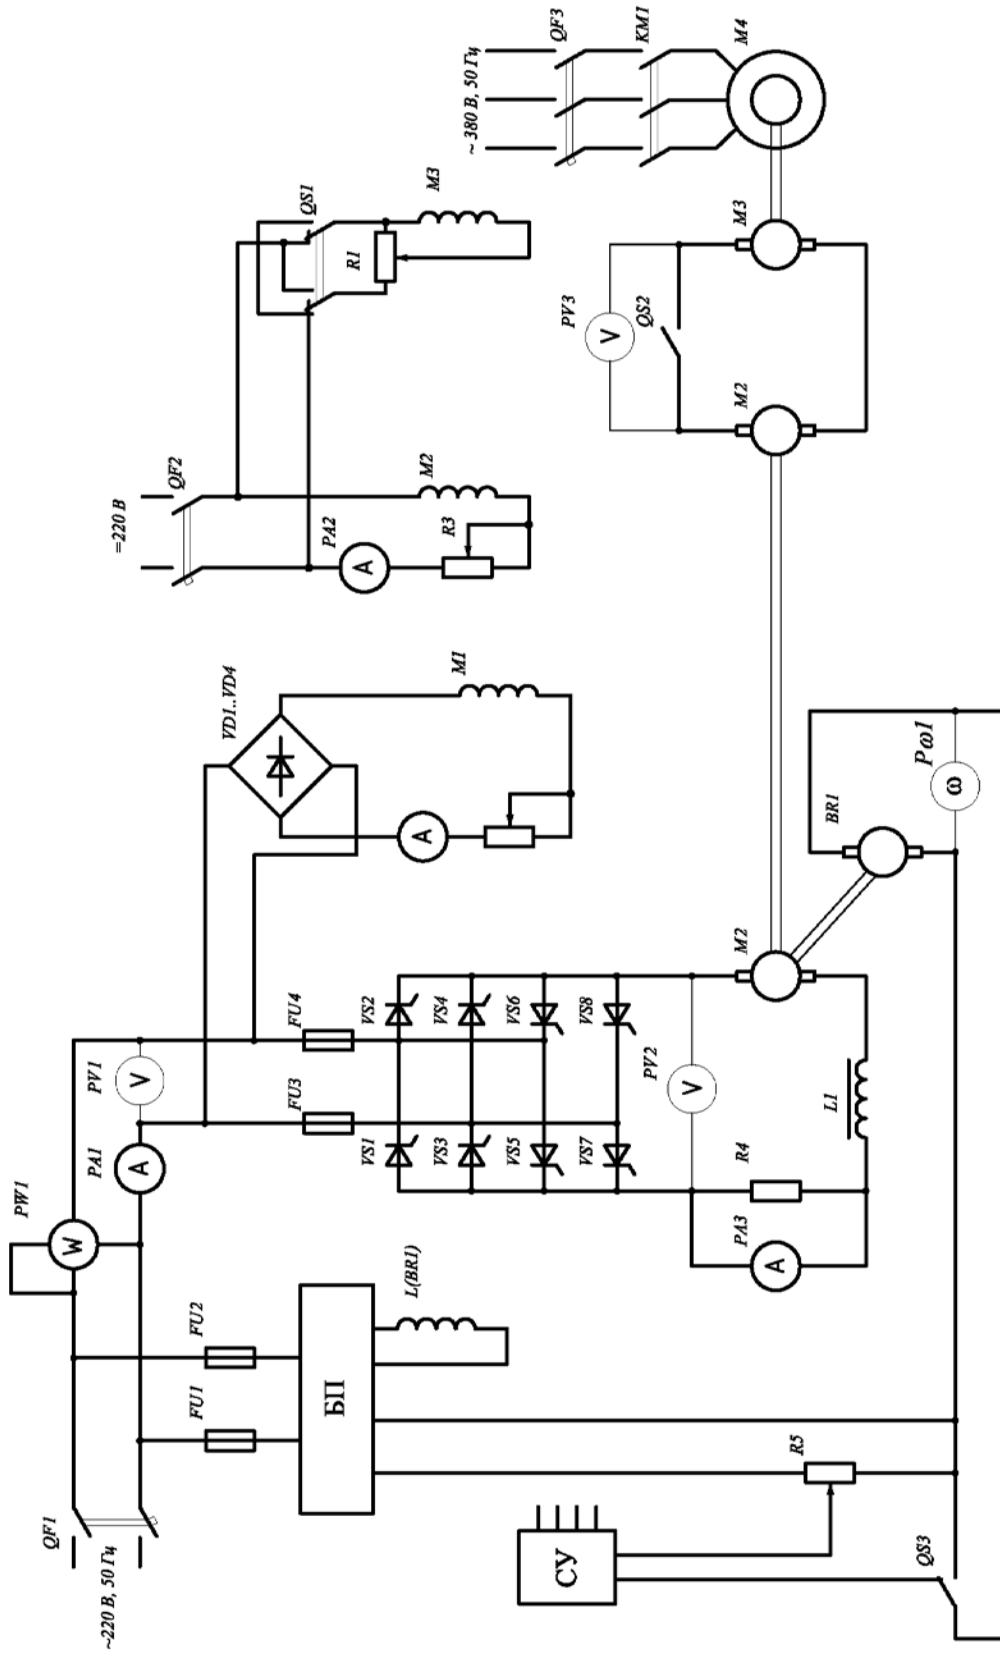 ~220 В, 50 Гц
QF1
FU1
FU2
БП
L(BR1)
СУ
R5
QS3
PW1
W
PA1
A
PV1
V
FU3
FU4
VS1
VS2
VS3
VS4
VS5
VS6
VS7
VS8
PV2
V
PA3
A
R4
L1
M2
BR1
Pω1
ω
VD1..VD4
M1
A
=220 В
QF2
PA2
A
R3
M2
QS1
R1
M3
~ 380 В, 50 Гц
QF3
KM1
M4
PV3
V
QS2
M2
M3